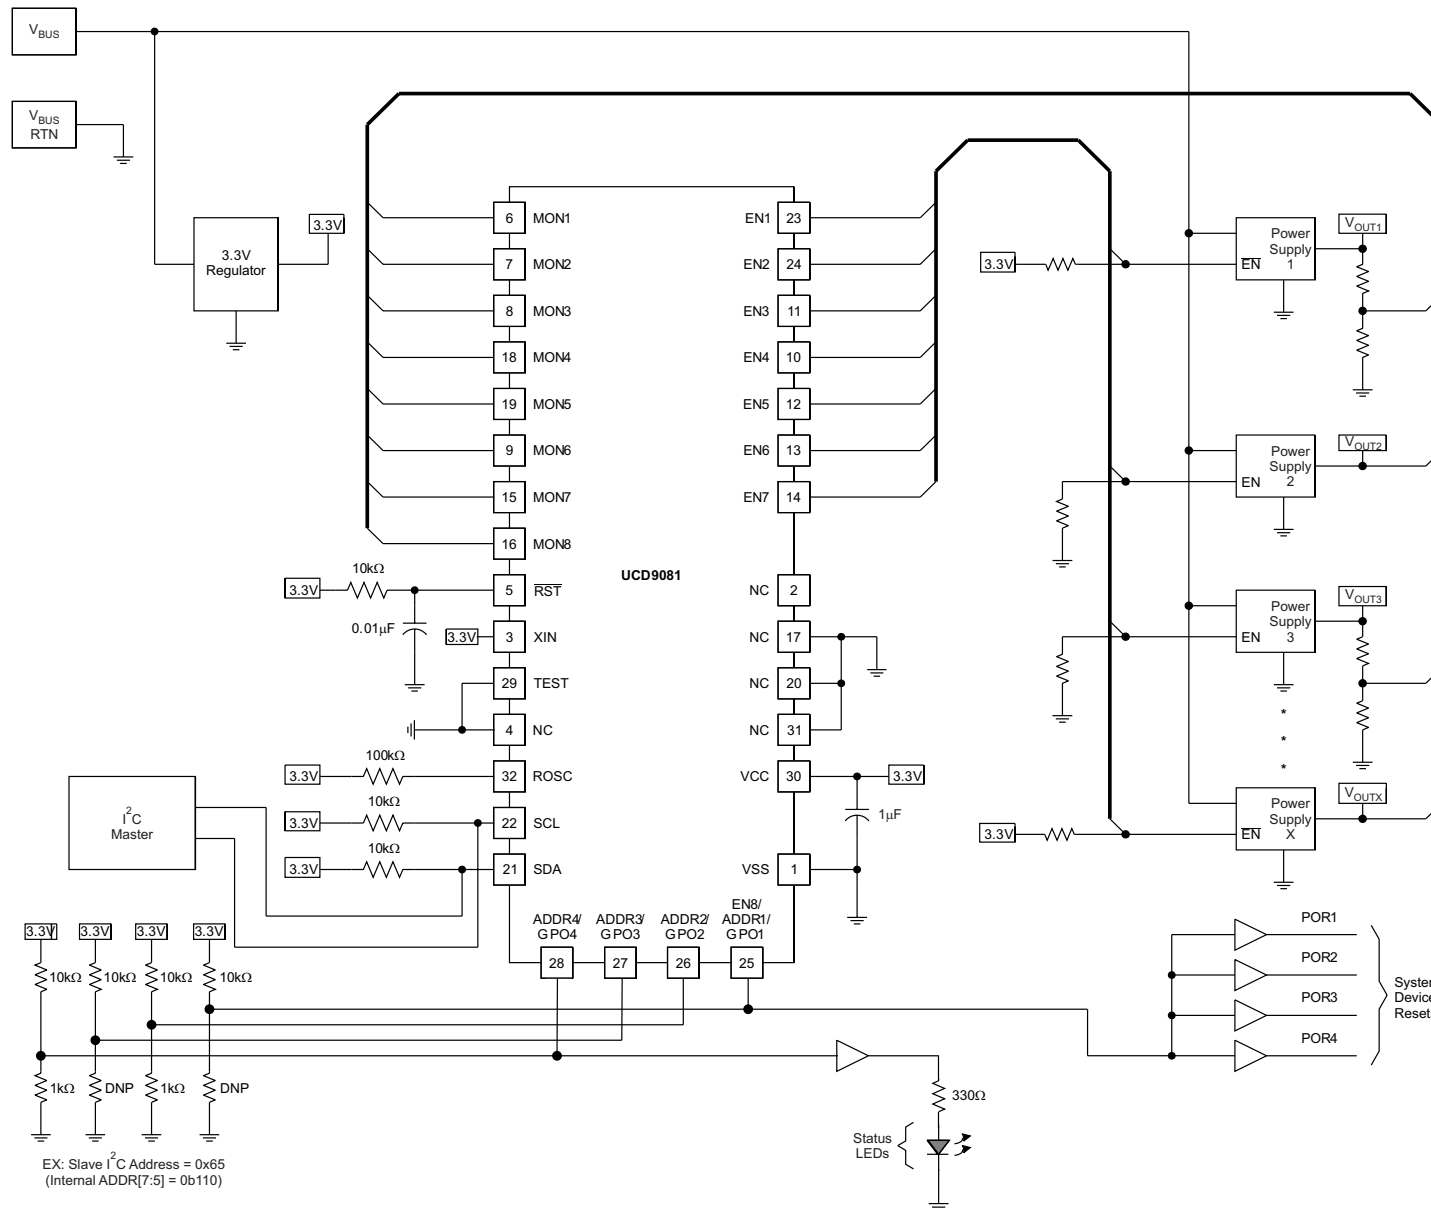 V_BUS
V_BUS
RTN
3.3V
Regulator
3.3V
6 MON1
7 MON2
8 MON3
18 MON4
19 MON5
9 MON6
15 MON7
16 MON8
3.3V 10kΩ 5 RST
0.01µF
3.3V 3 XIN
29 TEST
4 NC
3.3V 100kΩ 32 ROSC
3.3V 10kΩ 22 SCL
3.3V 10kΩ 21 SDA
I²C
Master
UCD9081
EN1 23
EN2 24
EN3 11
EN4 10
EN5 12
EN6 13
EN7 14
NC 2
NC 17
NC 20
NC 31
VCC 30 3.3V
1µF
VSS 1
ADDR4/
GPO4
28
ADDR3/
GPO3
27
ADDR2/
GPO2
26
EN8/
ADDR1/
GPO1
25
3.3V
Power
Supply
1
EN
V_OUT1
Power
Supply
2
EN
V_OUT2
Power
Supply
3
EN
V_OUT3
*
*
*
3.3V
Power
Supply
X
EN
V_OUTX
3.3V 3.3V 3.3V 3.3V
10kΩ 10kΩ 10kΩ 10kΩ
1kΩ DNP 1kΩ DNP
EX: Slave I²C Address = 0x65
(Internal ADDR[7:5] = 0b110)
330Ω
Status
LEDs
POR1
POR2
POR3
POR4
Device